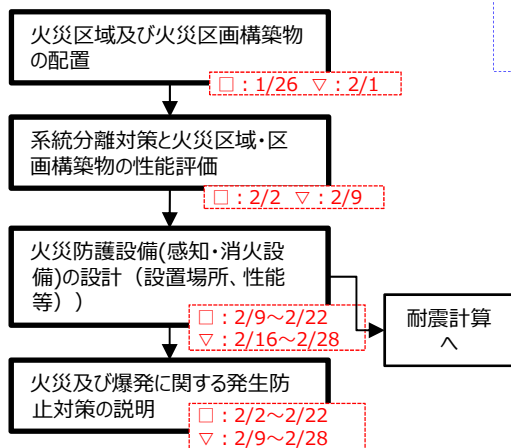 火災区域及び火災区画構築物
の配置
□：1/26 ▽：2/1
系統分離対策と火災区域・区
画構築物の性能評価
□：2/2 ▽：2/9
火災防護設備(感知・消火設
備)の設計（設置場所、性能
等））
□：2/9～2/22
▽：2/16～2/28
耐震計算
へ
火災及び爆発に関する発生防
止対策の説明
□：2/2～2/22
▽：2/9～2/28